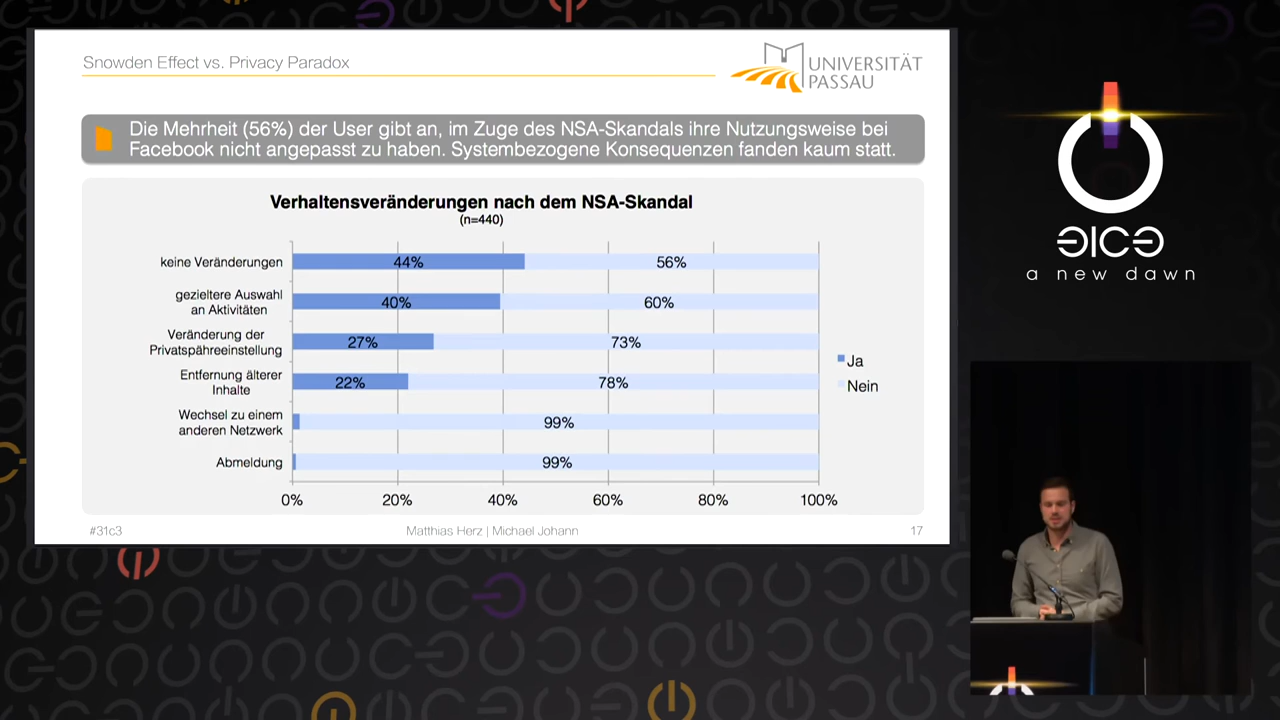 Snowden Effect vs. Privacy Paradox
UNIVERSITÄT
PASSAU
Die Mehrheit (56%) der User gibt an, im Zuge des NSA-Skandals ihre Nutzungsweise bei
Facebook nicht angepasst zu haben. Systembezogene Konsequenzen fanden kaum statt.
Verhaltensveränderungen nach dem NSA-Skandal
(n=440)
keine Veränderungen
44%
56%
gezieltere Auswahl
an Aktivitäten
40%
60%
Veränderung der
Privatspähreeinstellung
27%
73%
Entfernung älterer
Inhalte
22%
78%
Wechsel zu einem
anderen Netzwerk
99%
Abmeldung
99%
0%
20%
40%
60%
80%
100%
Ja
Nein
#31c3
Matthias Herz | Michael Johann
17
a new dawn